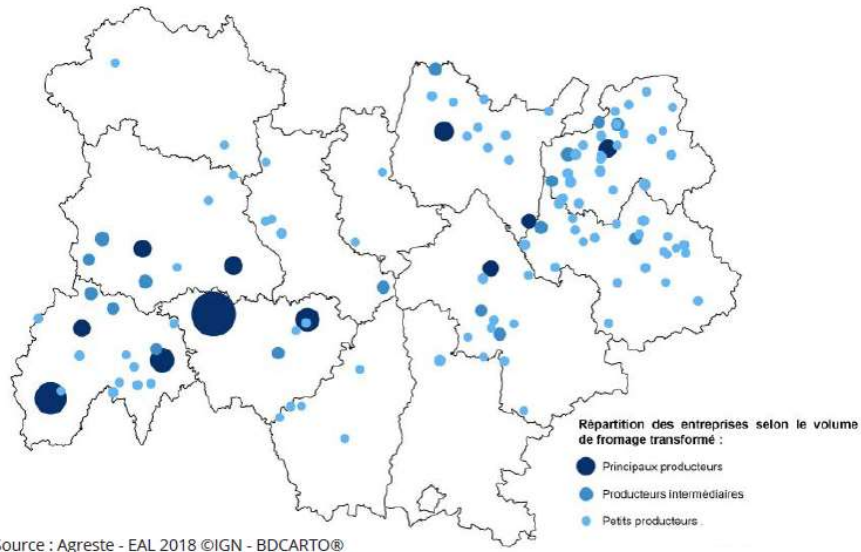 Répartition des entreprises selon le volume
de fromage transformé :
Principaux producteurs
Producteurs intermédiaires
Petits producteurs
Source : Agreste - EAL 2018 ©IGN - BDCARTO®